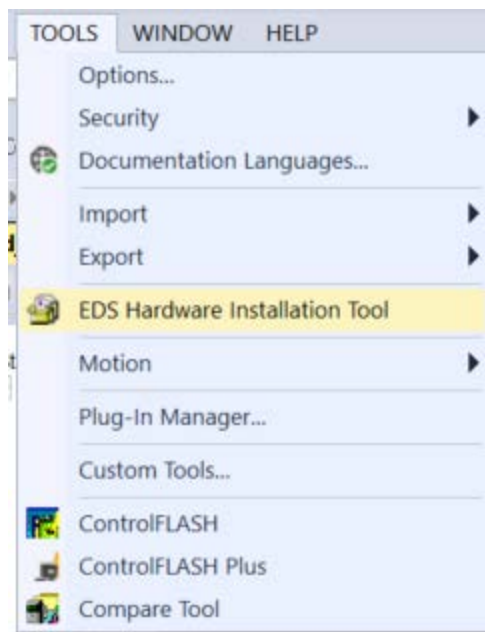 TOOLS WINDOW HELP
Options...
Security
Documentation Languages...
Import
Export
EDS Hardware Installation Tool
Motion
Plug-In Manager...
Custom Tools...
ControlFLASH
ControlFLASH Plus
Compare Tool